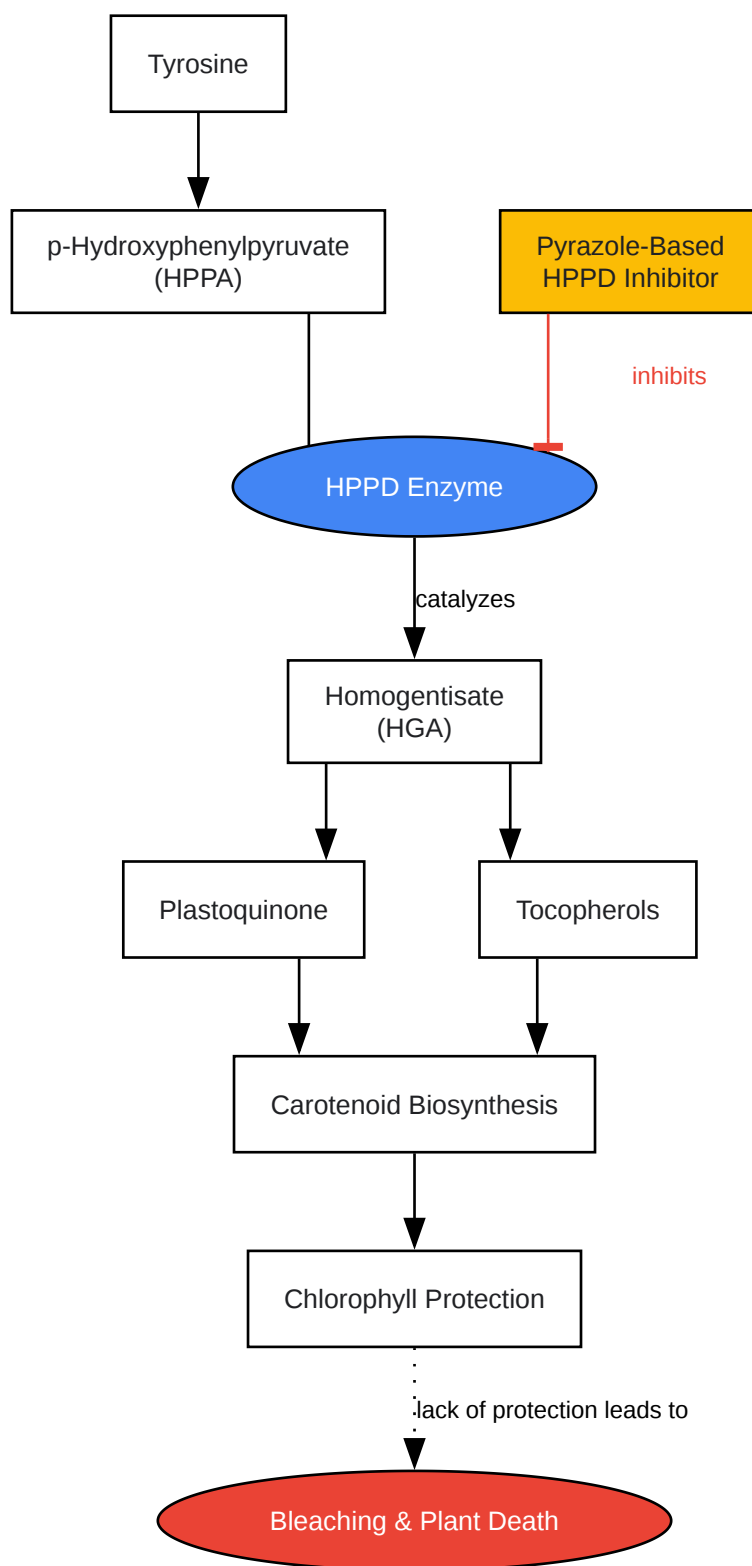 Tyrosine
p-Hydroxyphenylpyruvate
(HPPA)
Pyrazole-Based
HPPD Inhibitor
inhibits
HPPD Enzyme
catalyzes
Homogentisate
(HGA)
Plastoquinone
Tocopherols
Carotenoid Biosynthesis
Chlorophyll Protection
lack of protection leads to
Bleaching & Plant Death